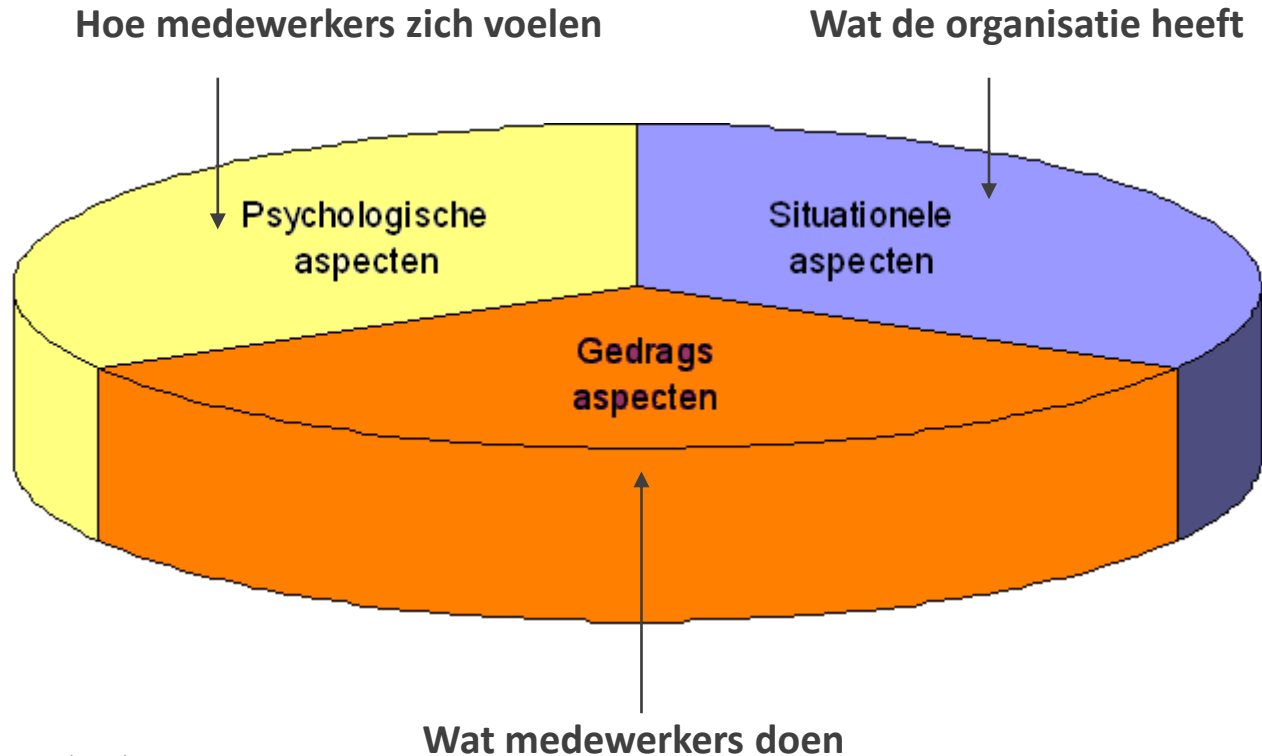 Hoe medewerkers zich voelen
Wat de organisatie heeft
Psychologische
aspecten
Situationele
aspecten
Gedrags
aspecten
Wat medewerkers doen